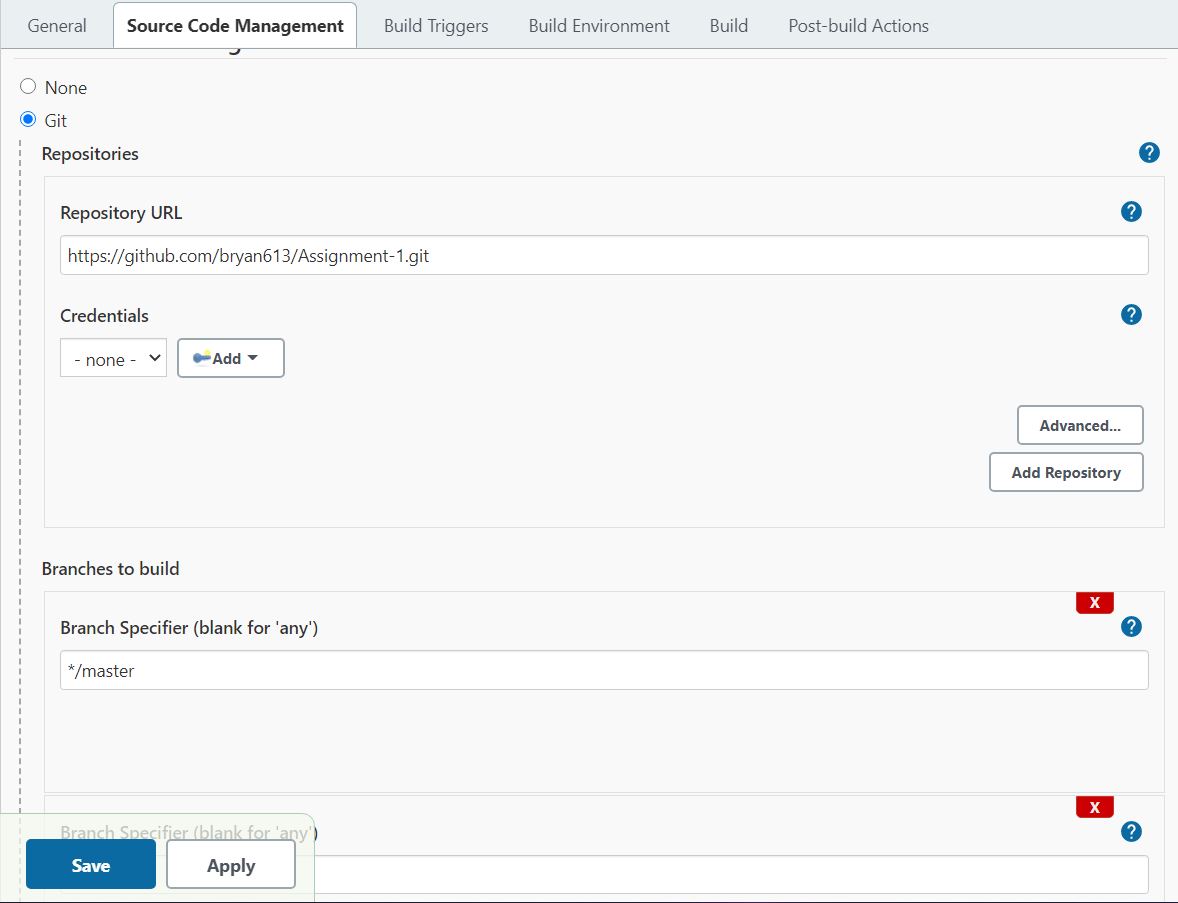 General Source Code Management Build Triggers Build Environment Build Post-build Actions
None
Git
Repositories ?
Repository URL ?
https://github.com/bryan613/Assignment-1.git
Credentials ?
- none - Add
Advanced...
Add Repository
Branches to build
X
Branch Specifier (blank for 'any') ?
*/master
X
Branch Specifier (blank for 'any') ?
Save Apply